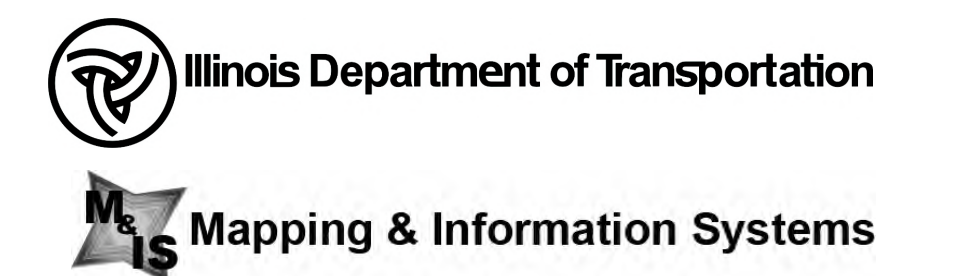 Illinois Department of Transportation
M&IS Mapping & Information Systems